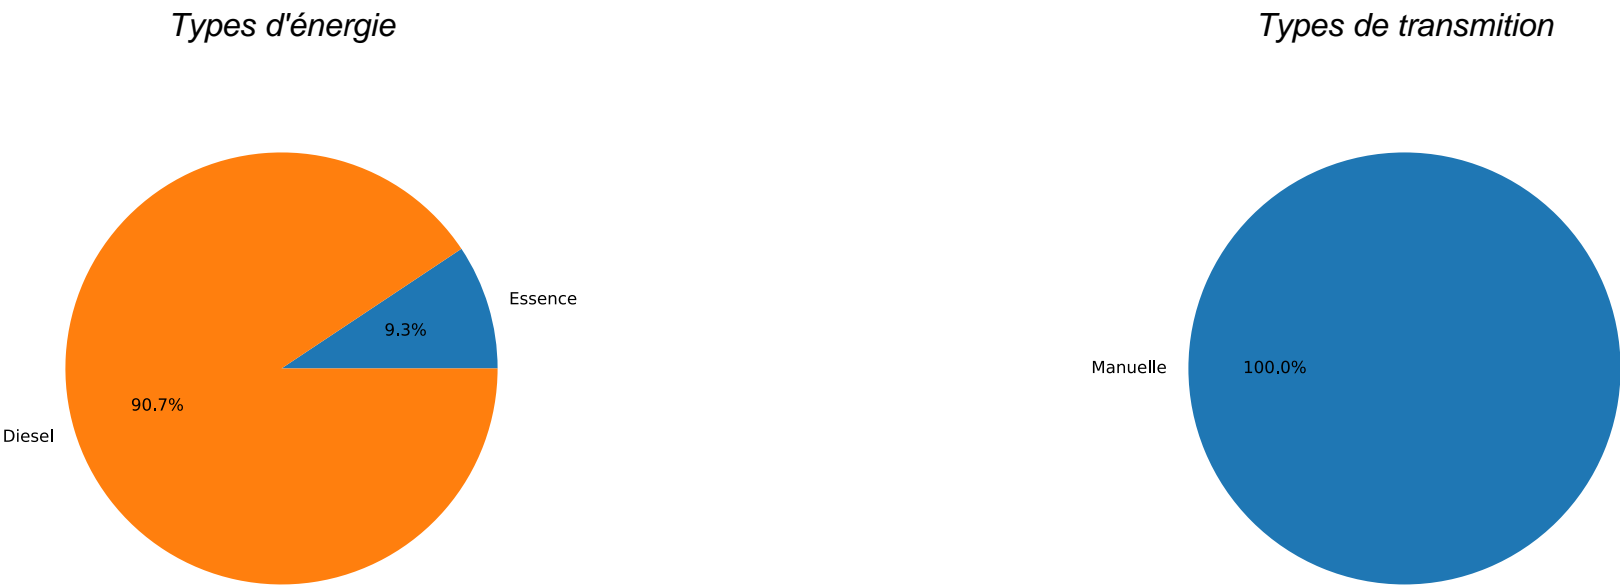 Types d'énergie
Types de transmition
Essence
9.3%
90.7%
Diesel
Manuelle
100.0%